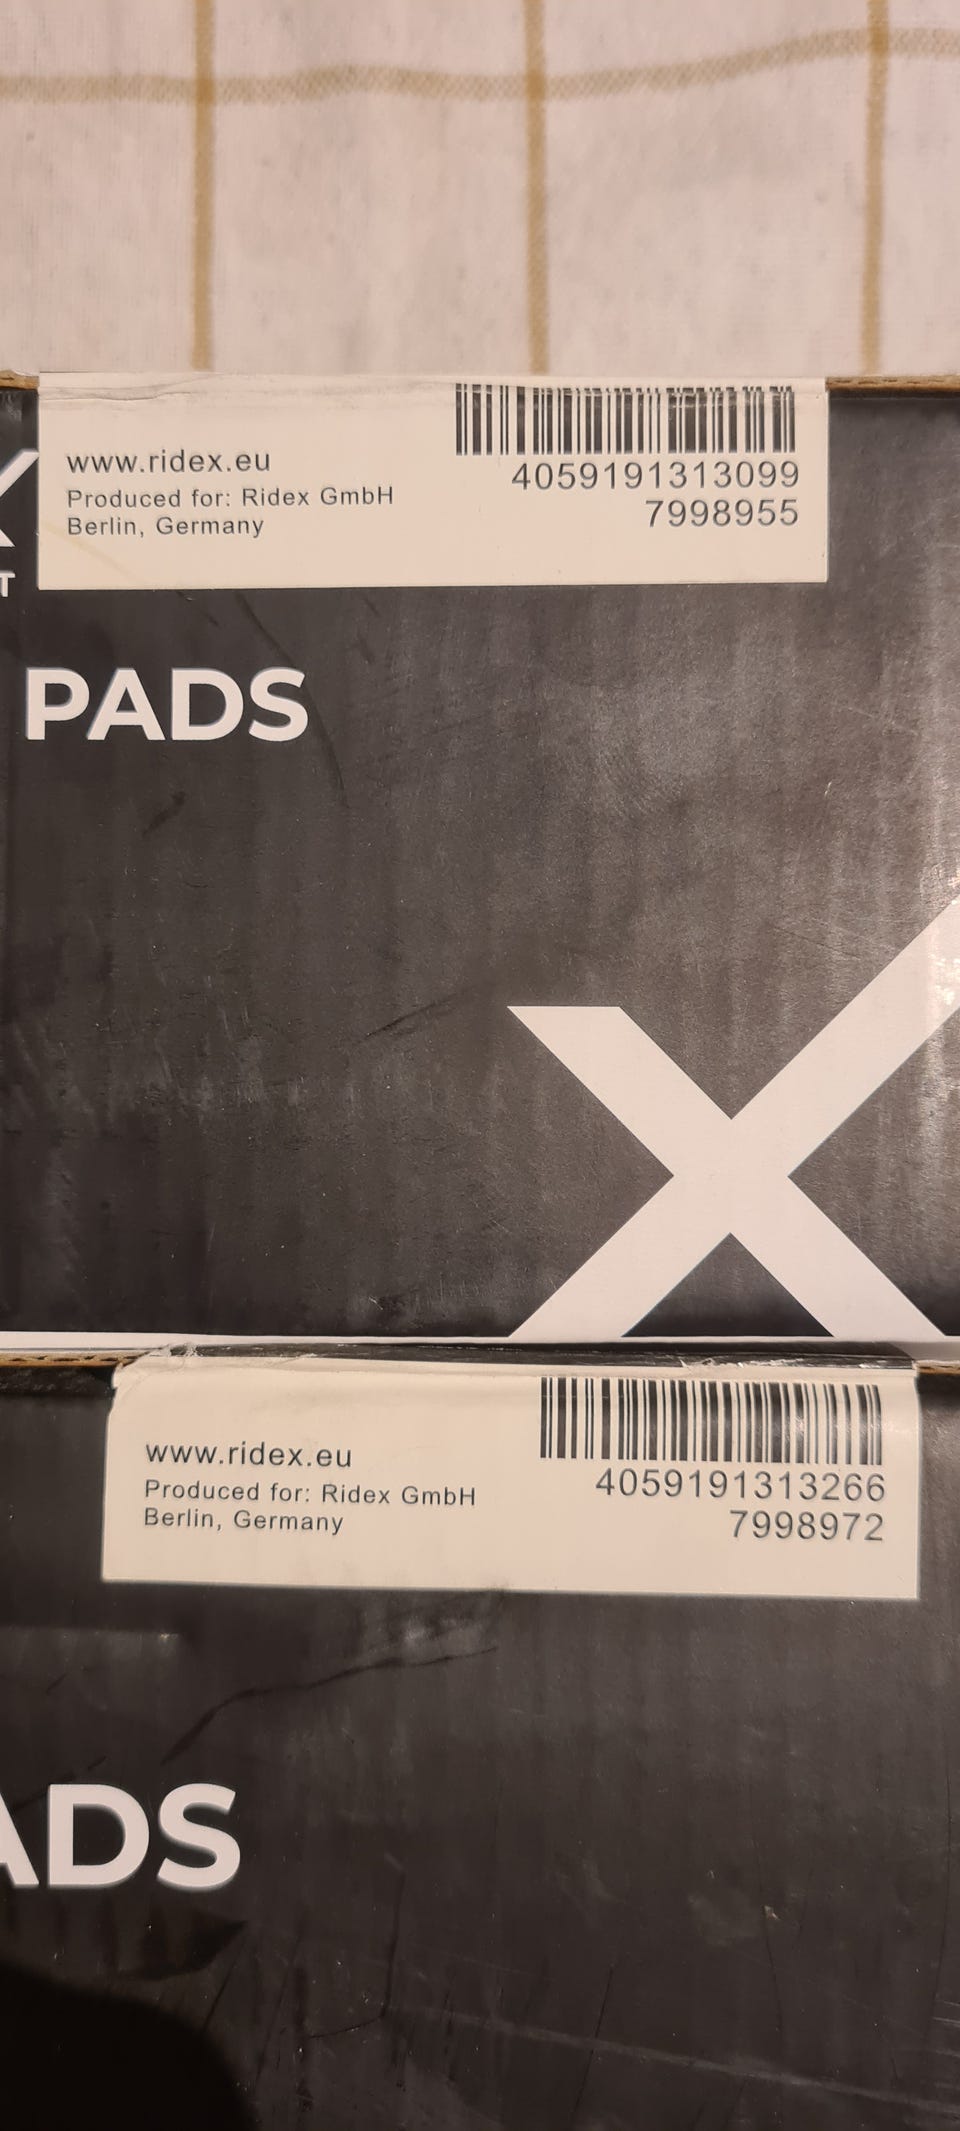 www.ridex.eu
Produced for: Ridex GmbH
Berlin, Germany
4059191313099
7998955
PADS
X
www.ridex.eu
Produced for: Ridex GmbH
Berlin, Germany
4059191313266
7998972
ADS